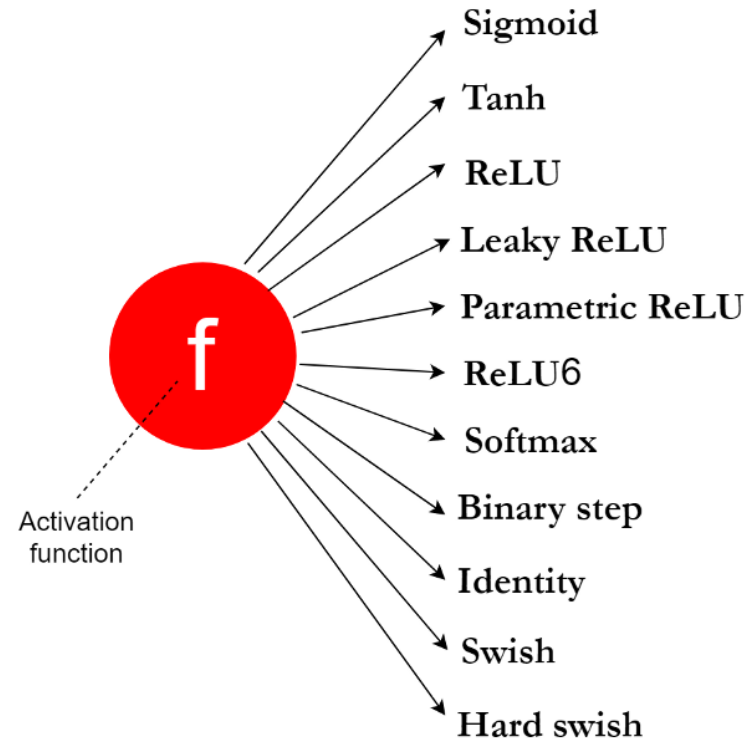 Sigmoid
Tanh
ReLU
Leaky ReLU
Parametric ReLU
ReLU6
Softmax
Binary step
Identity
Swish
Hard swish
f
Activation
function